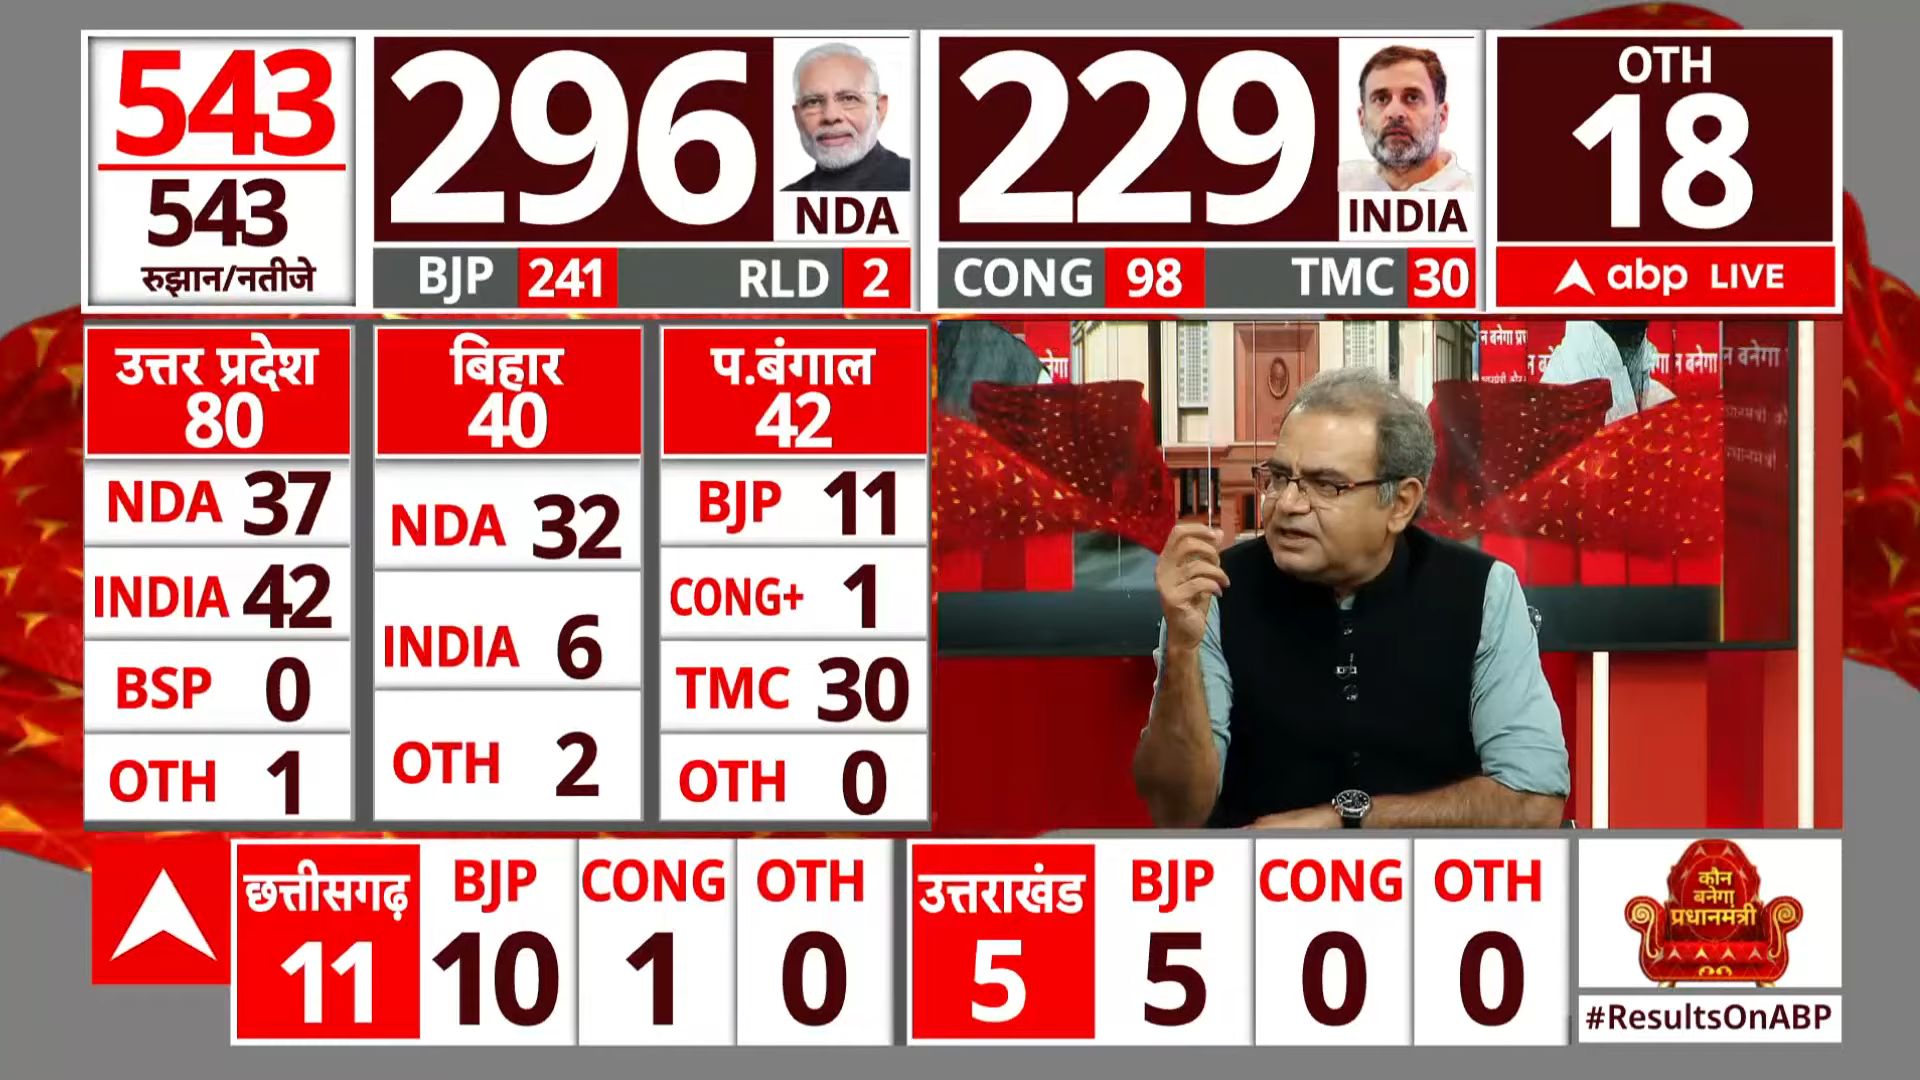 543
543
रुझान/नतीजे
296
NDA
BJP 241 RLD 2
229
INDIA
CONG 98 TMC 30
OTH
18
abp LIVE
उत्तर प्रदेश
80
NDA 37
INDIA 42
BSP 0
OTH 1
बिहार
40
NDA 32
INDIA 6
OTH 2
प.बंगाल
42
BJP 11
CONG+ 1
TMC 30
OTH 0
छत्तीसगढ़ BJP CONG OTH
11 10 1 0
उत्तराखंड BJP CONG OTH
5 5 0 0
कौन
बनेगा
प्रधानमंत्री
#ResultsOnABP